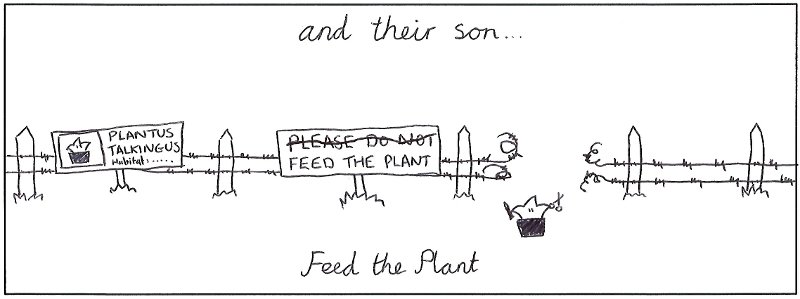 and their son...
PLANTUS
TALKINGUS
Habitat:......
PLEASE DO NOT
FEED THE PLANT
Feed the Plant